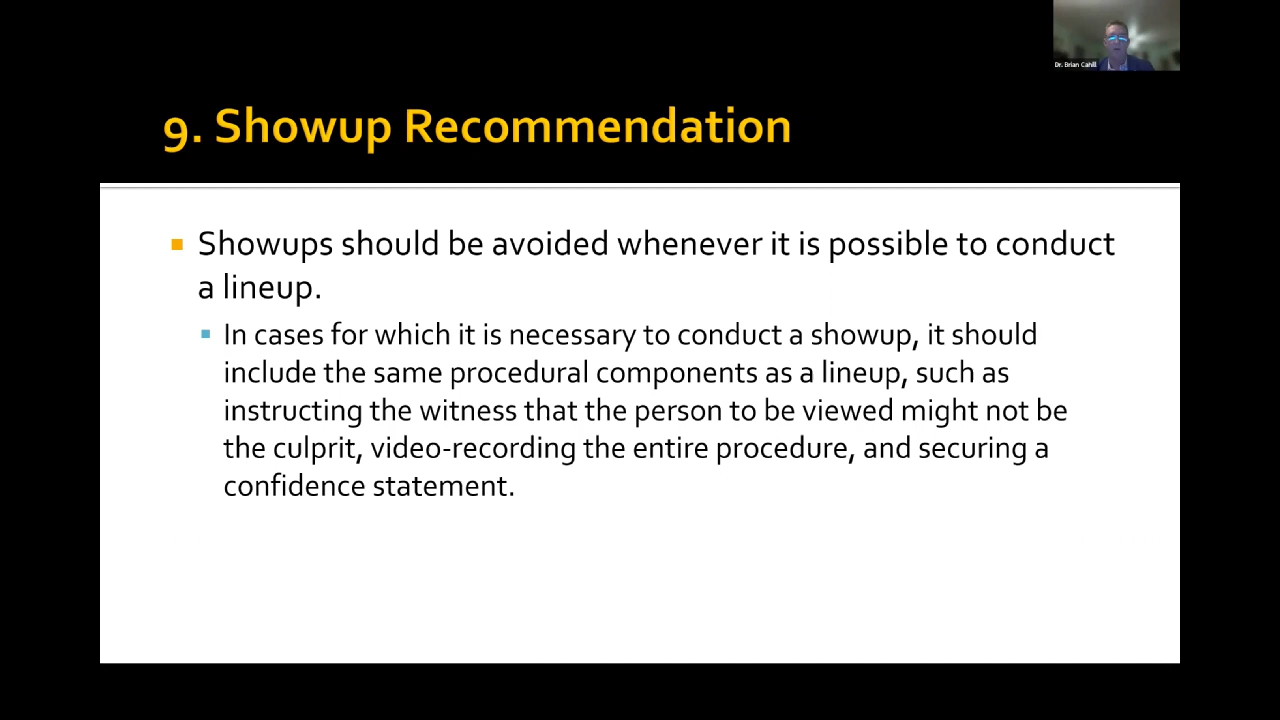 Dr. Brian Cahill
9. Showup Recommendation
Showups should be avoided whenever it is possible to conduct
a lineup.
In cases for which it is necessary to conduct a showup, it should
include the same procedural components as a lineup, such as
instructing the witness that the person to be viewed might not be
the culprit, video-recording the entire procedure, and securing a
confidence statement.